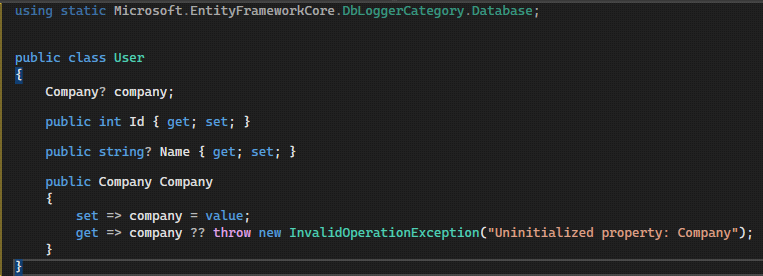 using static Microsoft.EntityFrameworkCore.DbLoggerCategory.Database;
public class User
{
Company? company;
public int Id { get; set; }
public string? Name { get; set; }
public Company Company
{
set => company = value;
get => company ?? throw new InvalidOperationException("Uninitialized property: Company");
}
}